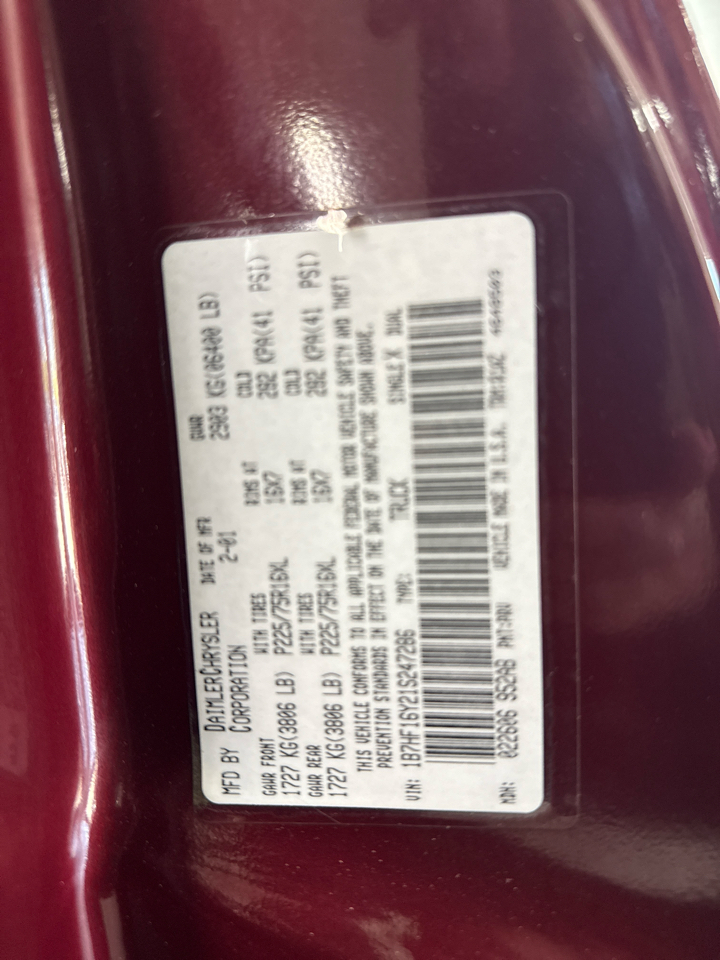 MFD BY DAIMLERCHRYSLER CORPORATION
DATE OF MFR 2-01
GVWR 2903 KG(06400 LB)
GAWR FRONT WITH TIRES RIMS AT COLD
1727 KG(3806 LB) P225/75R16XL 16X7 282 KPA(41 PSI)
GAWR REAR WITH TIRES RIMS AT COLD
1727 KG(3806 LB) P225/75R16XL 16X7 282 KPA(41 PSI)
THIS VEHICLE CONFORMS TO ALL APPLICABLE FEDERAL MOTOR VEHICLE SAFETY AND THEFT
PREVENTION STANDARDS IN EFFECT ON THE DATE OF MANUFACTURE SHOWN ABOVE.
VIN: 1B7HF16Y21S247286 TYPE: TRUCK SINGLE X DUAL
MDH: 022606 952AB PNT:PRV VEHICLE MADE IN U.S.A.